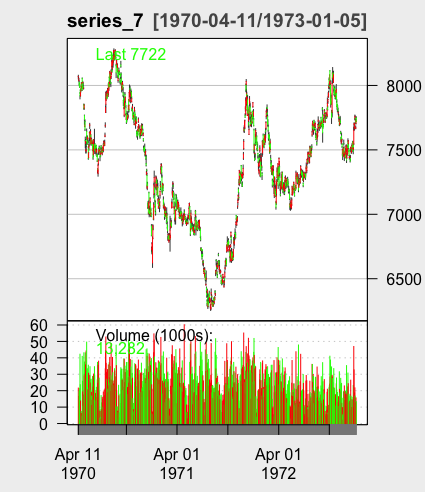 series_7 [1970-04-11/1973-01-05]
Last 7722
8000
7500
7000
6500
Volume (1000s):
13,282
60
50
40
30
20
10
0
Apr 11 1970
Apr 01 1971
Apr 01 1972